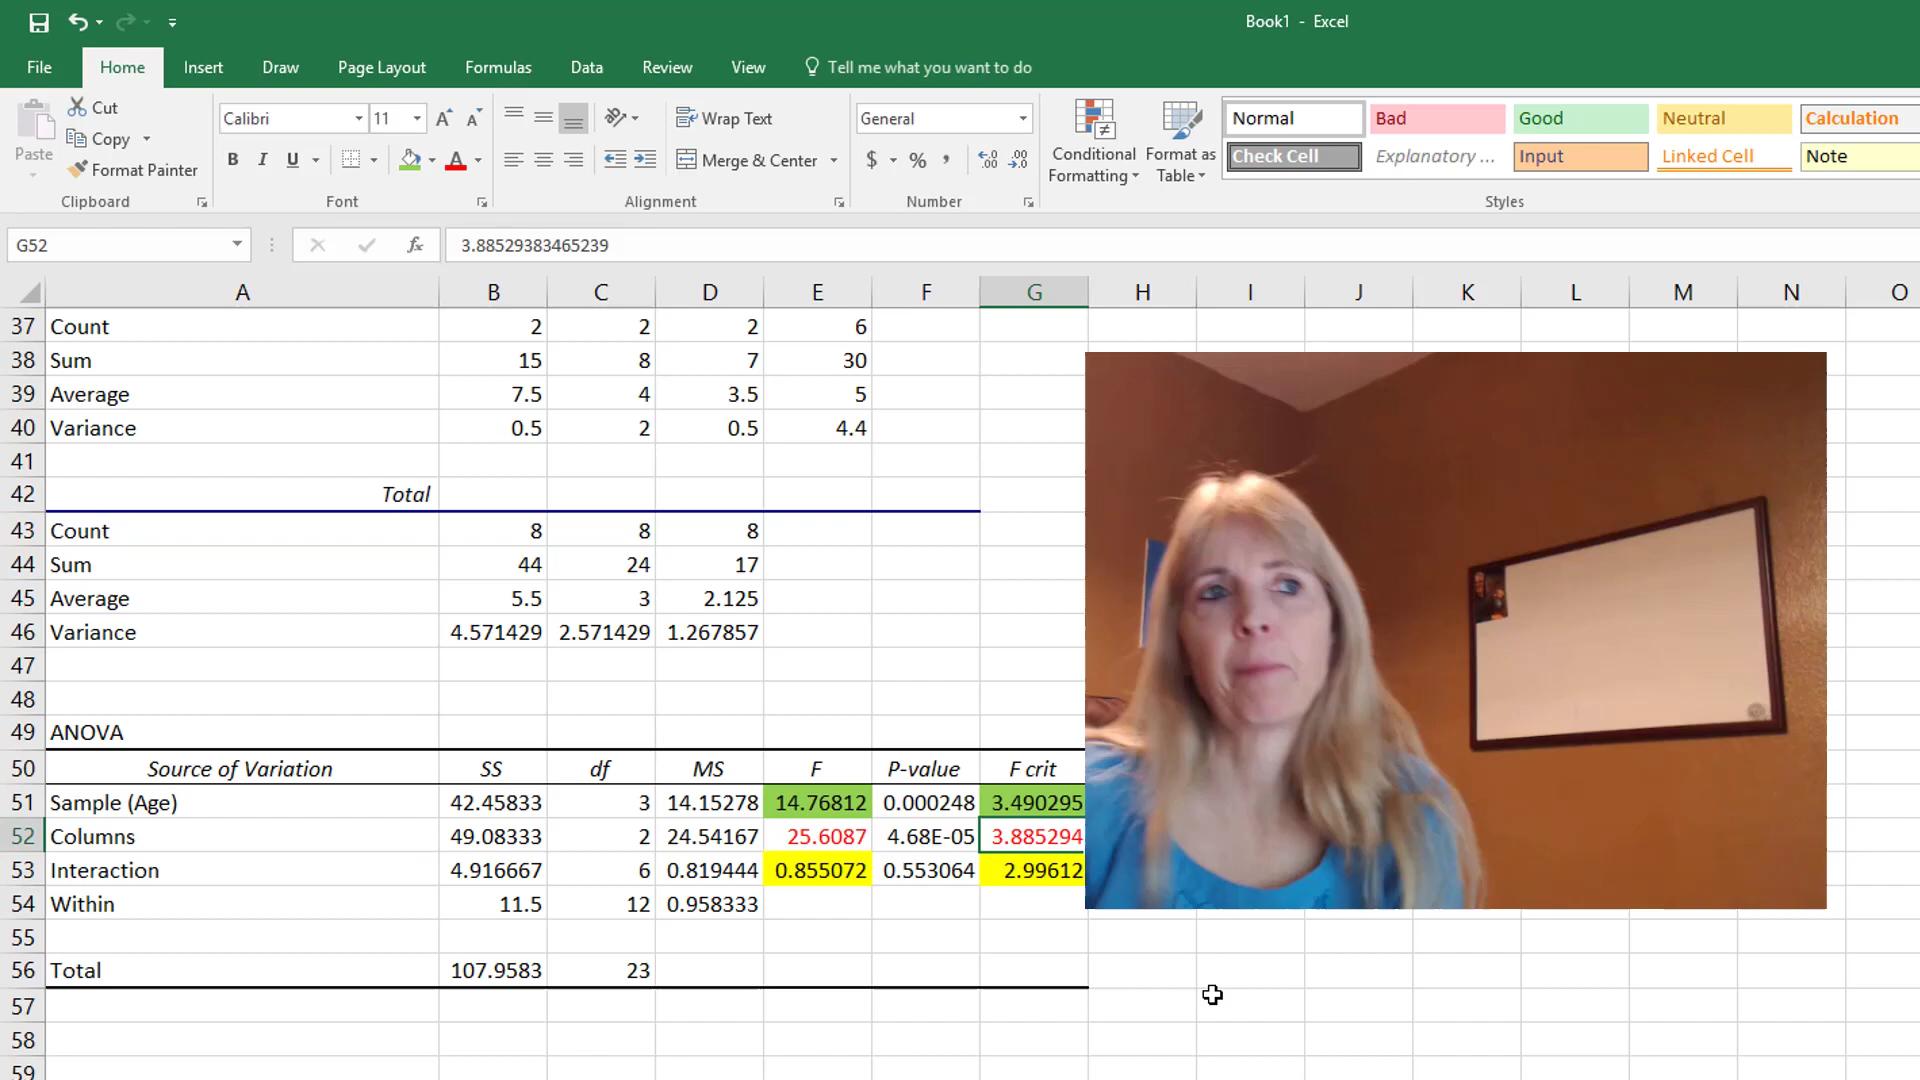 Book1 - Excel
File Home Insert Draw Page Layout Formulas Data Review View Tell me what you want to do
Paste
Cut
Copy
Format Painter
Clipboard
Calibri 11
B I U
Font
Wrap Text
Merge & Center
Alignment
General
$ % ,
Number
Conditional Formatting
Format as Table
Normal Bad Good Neutral Calculation
Check Cell Explanatory ... Input Linked Cell Note
Styles
G52 fx 3.88529383465239
A B C D E F G H I J K L M N O
37 Count 2 2 2 6
38 Sum 15 8 7 30
39 Average 7.5 4 3.5 5
40 Variance 0.5 2 0.5 4.4
41
42 Total
43 Count 8 8 8
44 Sum 44 24 17
45 Average 5.5 3 2.125
46 Variance 4.571429 2.571429 1.267857
47
48
49 ANOVA
50 Source of Variation SS df MS F P-value F crit
51 Sample (Age) 42.45833 3 14.15278 14.76812 0.000248 3.490295
52 Columns 49.08333 2 24.54167 25.6087 4.68E-05 3.885294
53 Interaction 4.916667 6 0.819444 0.855072 0.553064 2.99612
54 Within 11.5 12 0.958333
55
56 Total 107.9583 23
57
58
59